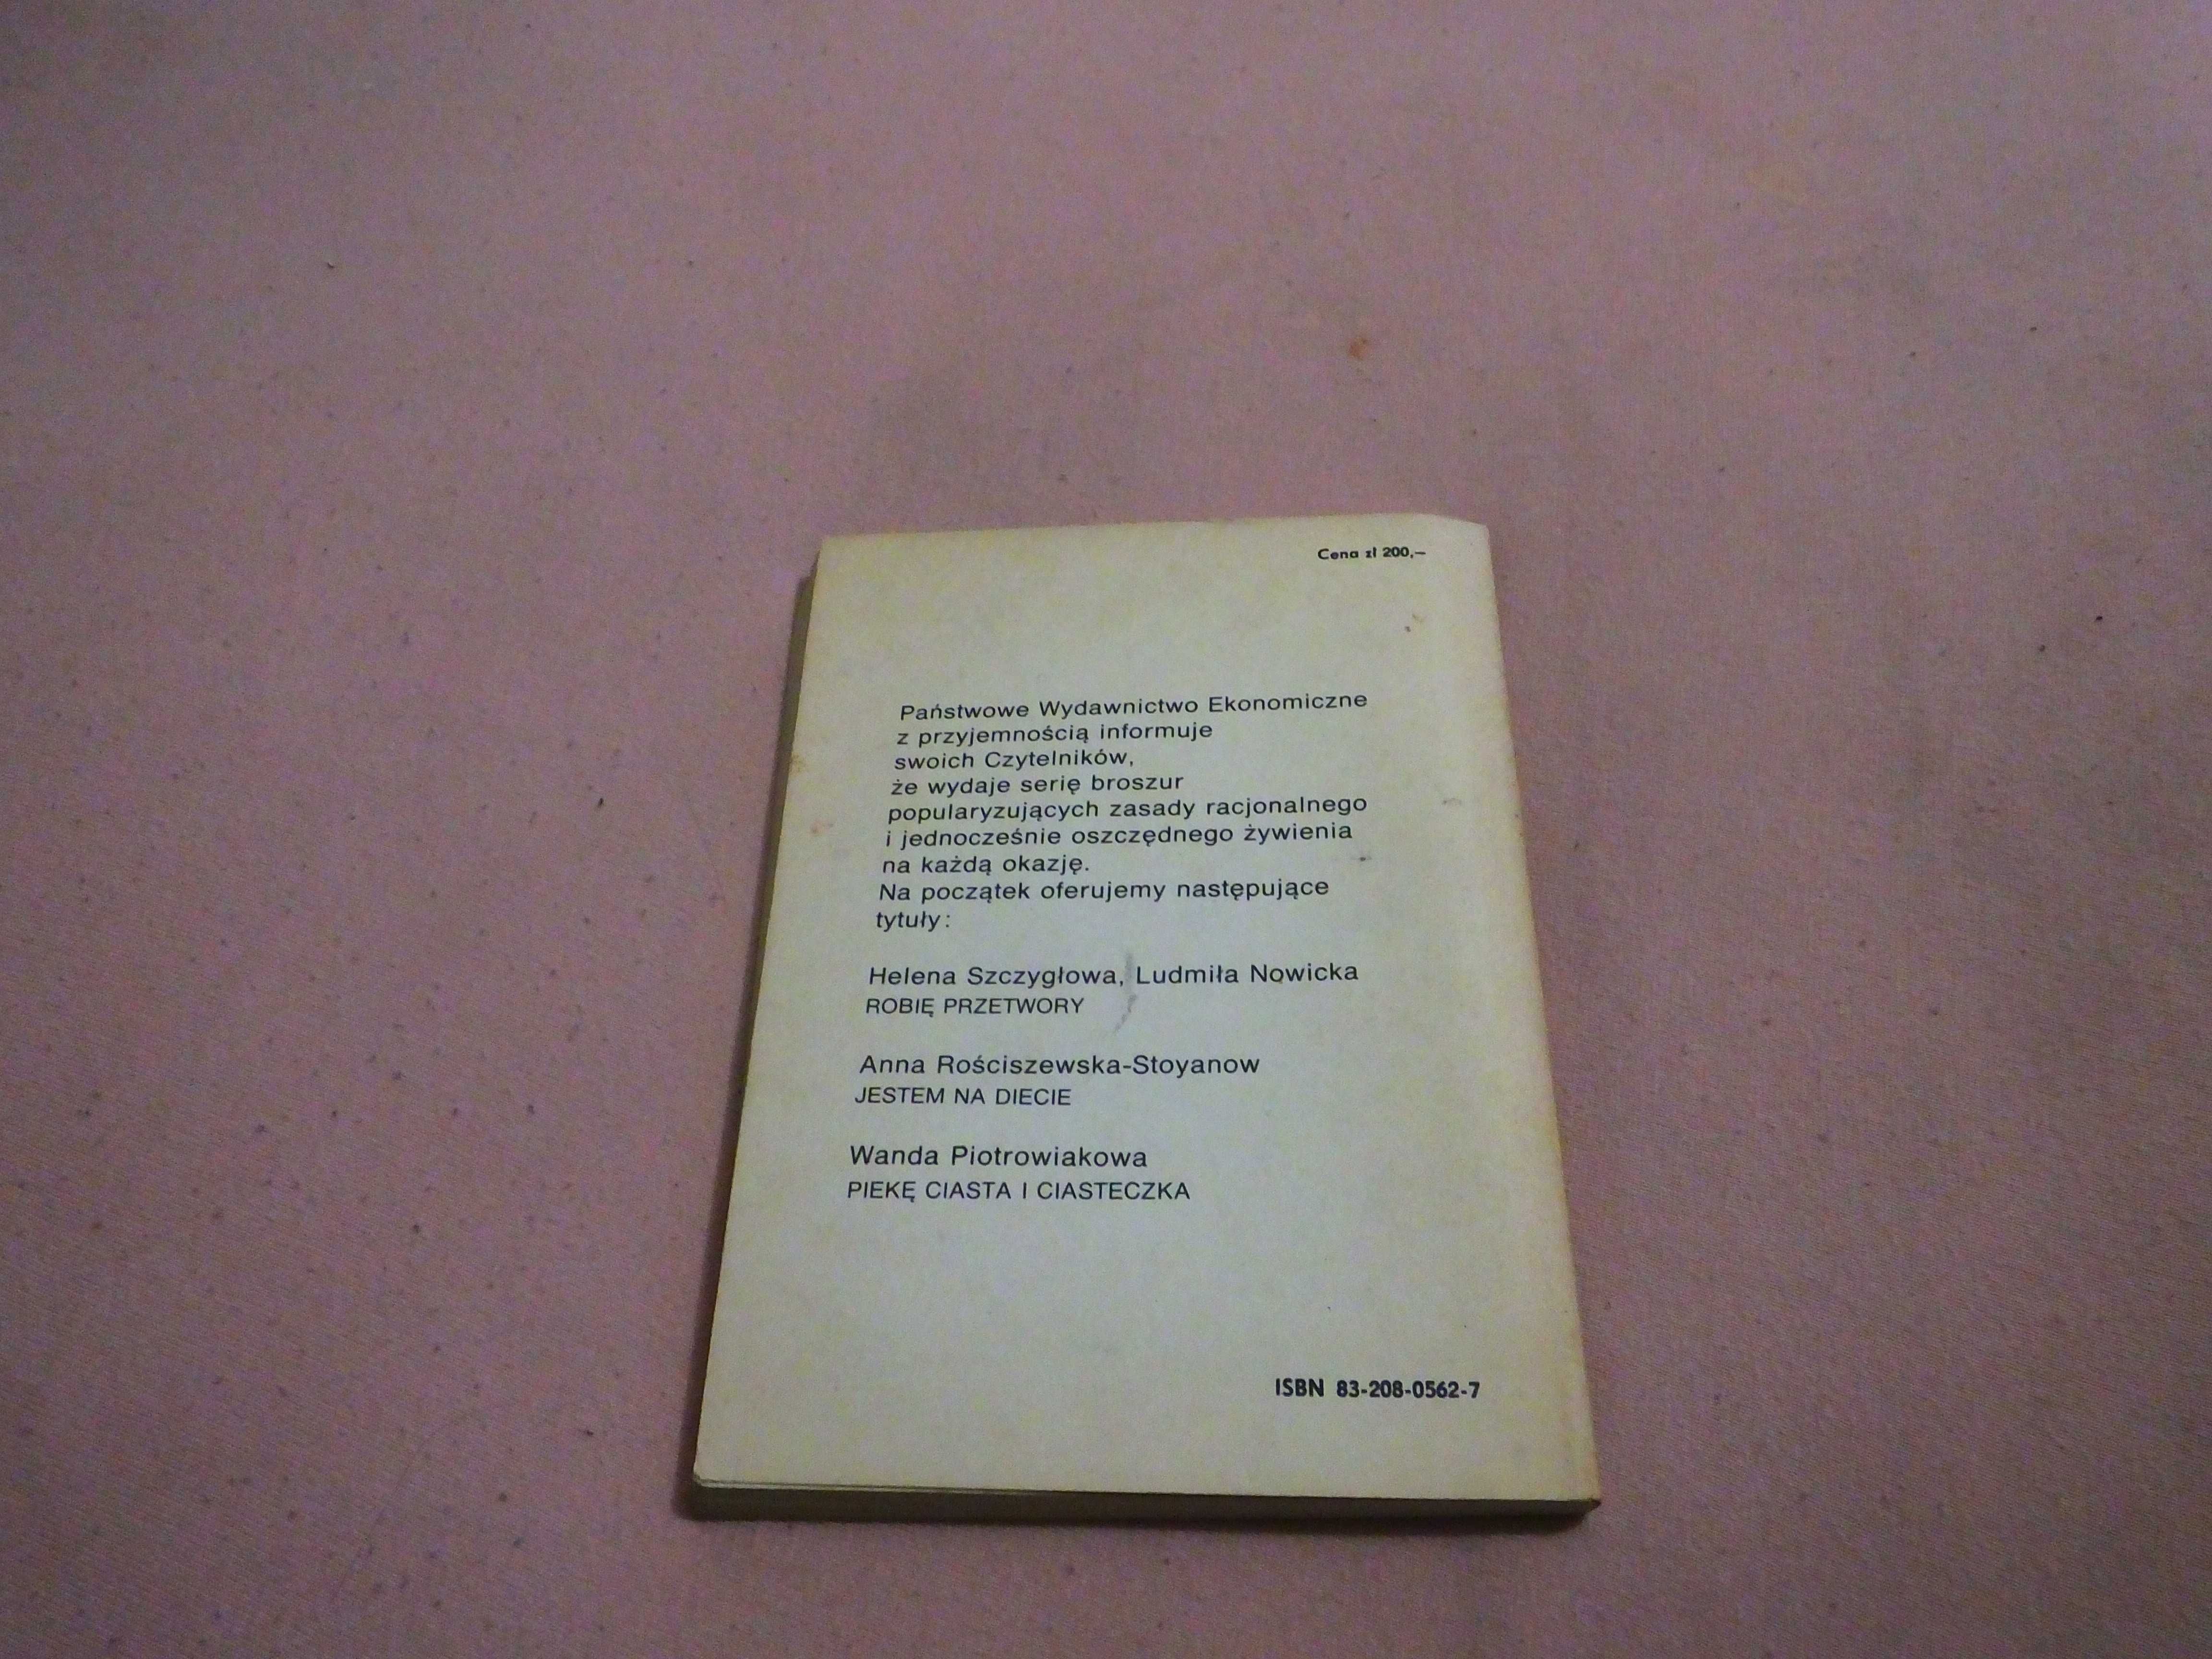 Cena zł 200,—
Państwowe Wydawnictwo Ekonomiczne
z przyjemnością informuje
swoich Czytelników,
że wydaje serię broszur
popularyzujących zasady racjonalnego
i jednocześnie oszczędnego żywienia
na każdą okazję.
Na początek oferujemy następujące
tytuły:
Helena Szczygłowa, Ludmiła Nowicka
ROBIĘ PRZETWORY
Anna Rościszewska-Stoyanow
JESTEM NA DIECIE
Wanda Piotrowiakowa
PIEKĘ CIASTA I CIASTECZKA
ISBN 83-208-0562-7